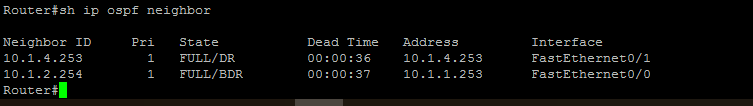 Router#sh ip ospf neighbor
Neighbor ID Pri State Dead Time Address Interface
10.1.4.253 1 FULL/DR 00:00:36 10.1.4.253 FastEthernet0/1
10.1.2.254 1 FULL/BDR 00:00:37 10.1.1.253 FastEthernet0/0
Router#